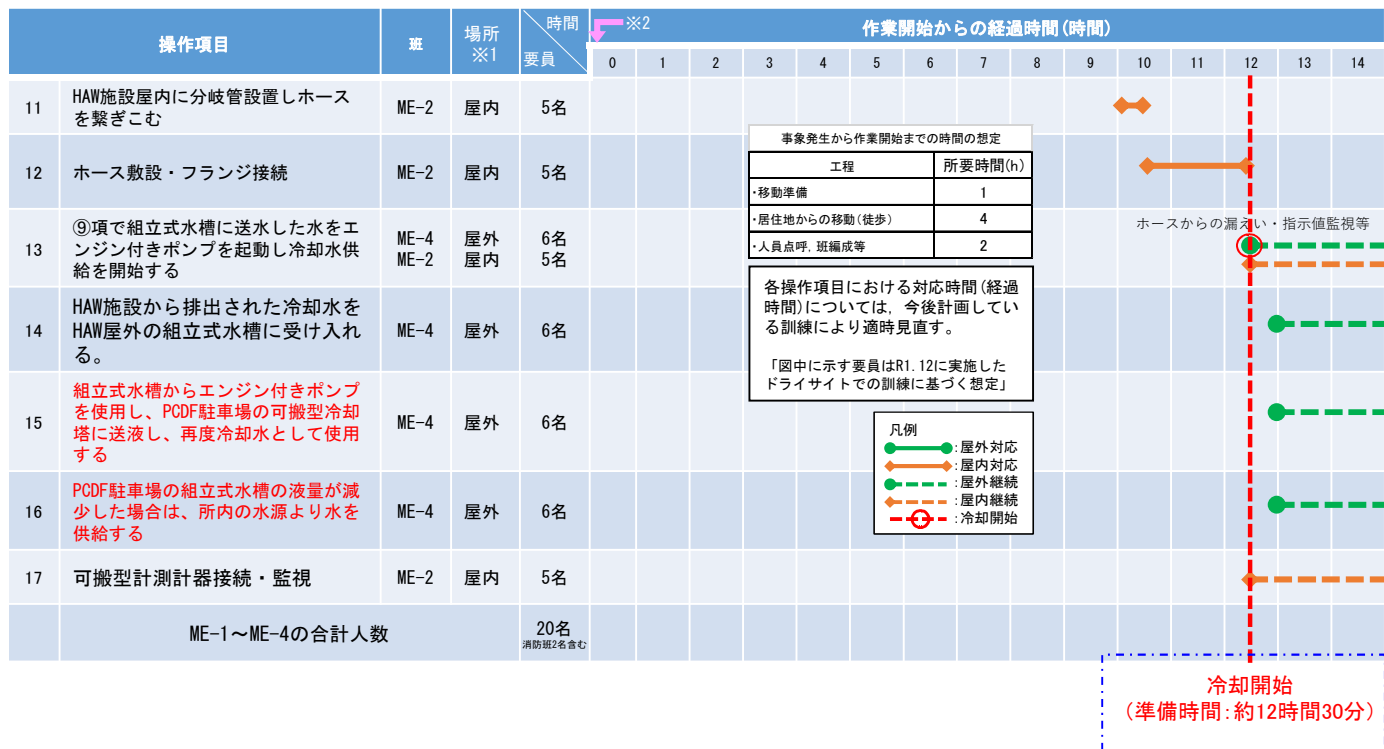 操作項目
班
場所
※1
時間
要員
※2
作業開始からの経過時間(時間)
0 1 2 3 4 5 6 7 8 9 10 11 12 13 14
11
HAW施設屋内に分岐管設置しホース
を繋ぎこむ
ME-2
屋内
5名
12
ホース敷設・フランジ接続
ME-2
屋内
5名
13
⑨項で組立式水槽に送水した水をエ
ンジン付きポンプを起動し冷却水供
給を開始する
ME-4
ME-2
屋外
屋内
6名
5名
ホースからの漏えい・指示値監視等
14
HAW施設から排出された冷却水を
HAW屋外の組立式水槽に受け入れ
る。
ME-4
屋外
6名
15
組立式水槽からエンジン付きポンプ
を使用し、PCDF駐車場の可搬型冷却
塔に送液し、再度冷却水として使用
する
ME-4
屋外
6名
16
PCDF駐車場の組立式水槽の液量が減
少した場合は、所内の水源より水を
供給する
ME-4
屋外
6名
17
可搬型計測計器接続・監視
ME-2
屋内
5名
ME-1～ME-4の合計人数
20名
消防班2名含む
事象発生から作業開始までの時間の想定
工程 所要時間(h)
・移動準備 1
・居住地からの移動(徒歩) 4
・人員点呼, 班編成等 2
各操作項目における対応時間(経過
時間)については, 今後計画してい
る訓練により適時見直す。
「図中に示す要員はR1.12に実施した
ドライサイトでの訓練に基づく想定」
凡例
:屋外対応
:屋内対応
:屋外継続
:屋内継続
:冷却開始
冷却開始
(準備時間:約12時間30分)